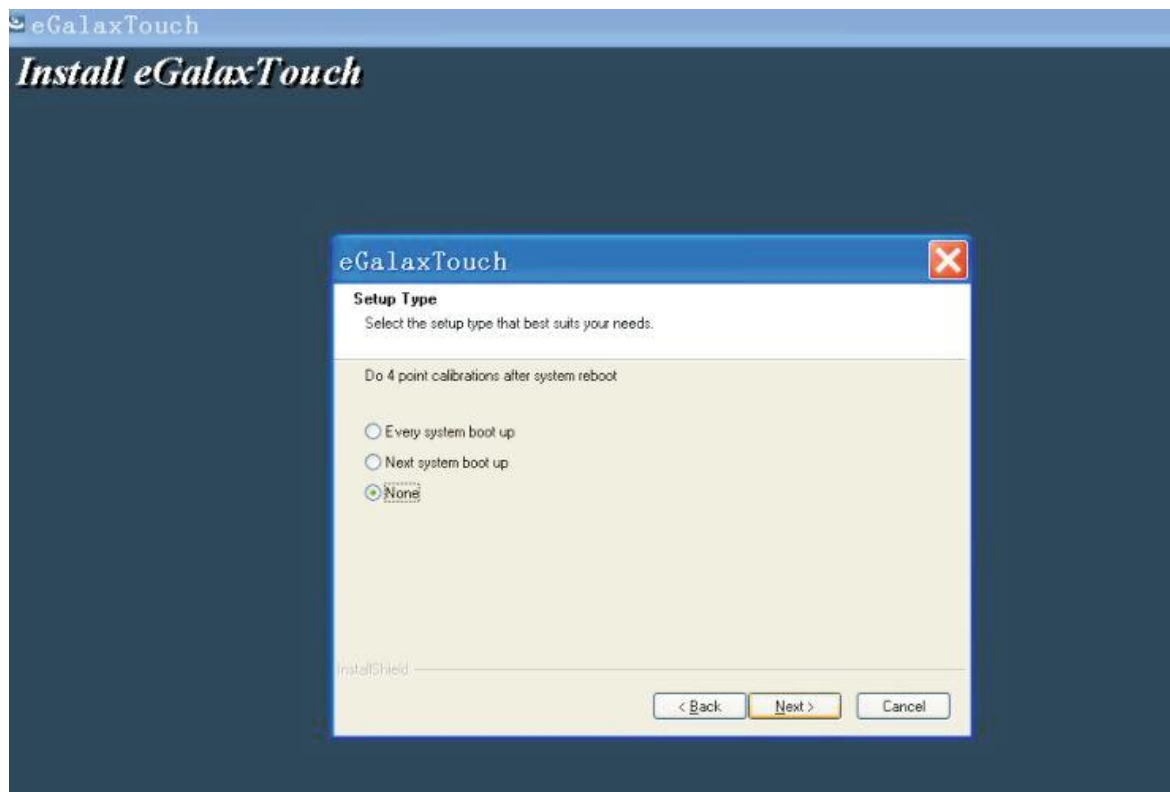 eGalaxTouch
Install eGalaxTouch
eGalaxTouch
Setup Type
Select the setup type that best suits your needs.
Do 4 point calibrations after system reboot
Every system boot up
Next system boot up
None
InstallShield
< Back Next > Cancel